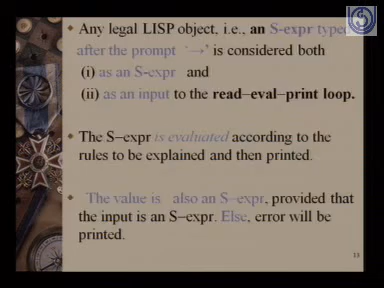 Any legal LISP object, i.e., an S-expr typed
after the prompt '→' is considered both
(i) as an S-expr and
(ii) as an input to the read–eval–print loop.
The S–expr is evaluated according to the
rules to be explained and then printed.
The value is also an S–expr, provided that
the input is an S–expr. Else, error will be
printed.
13